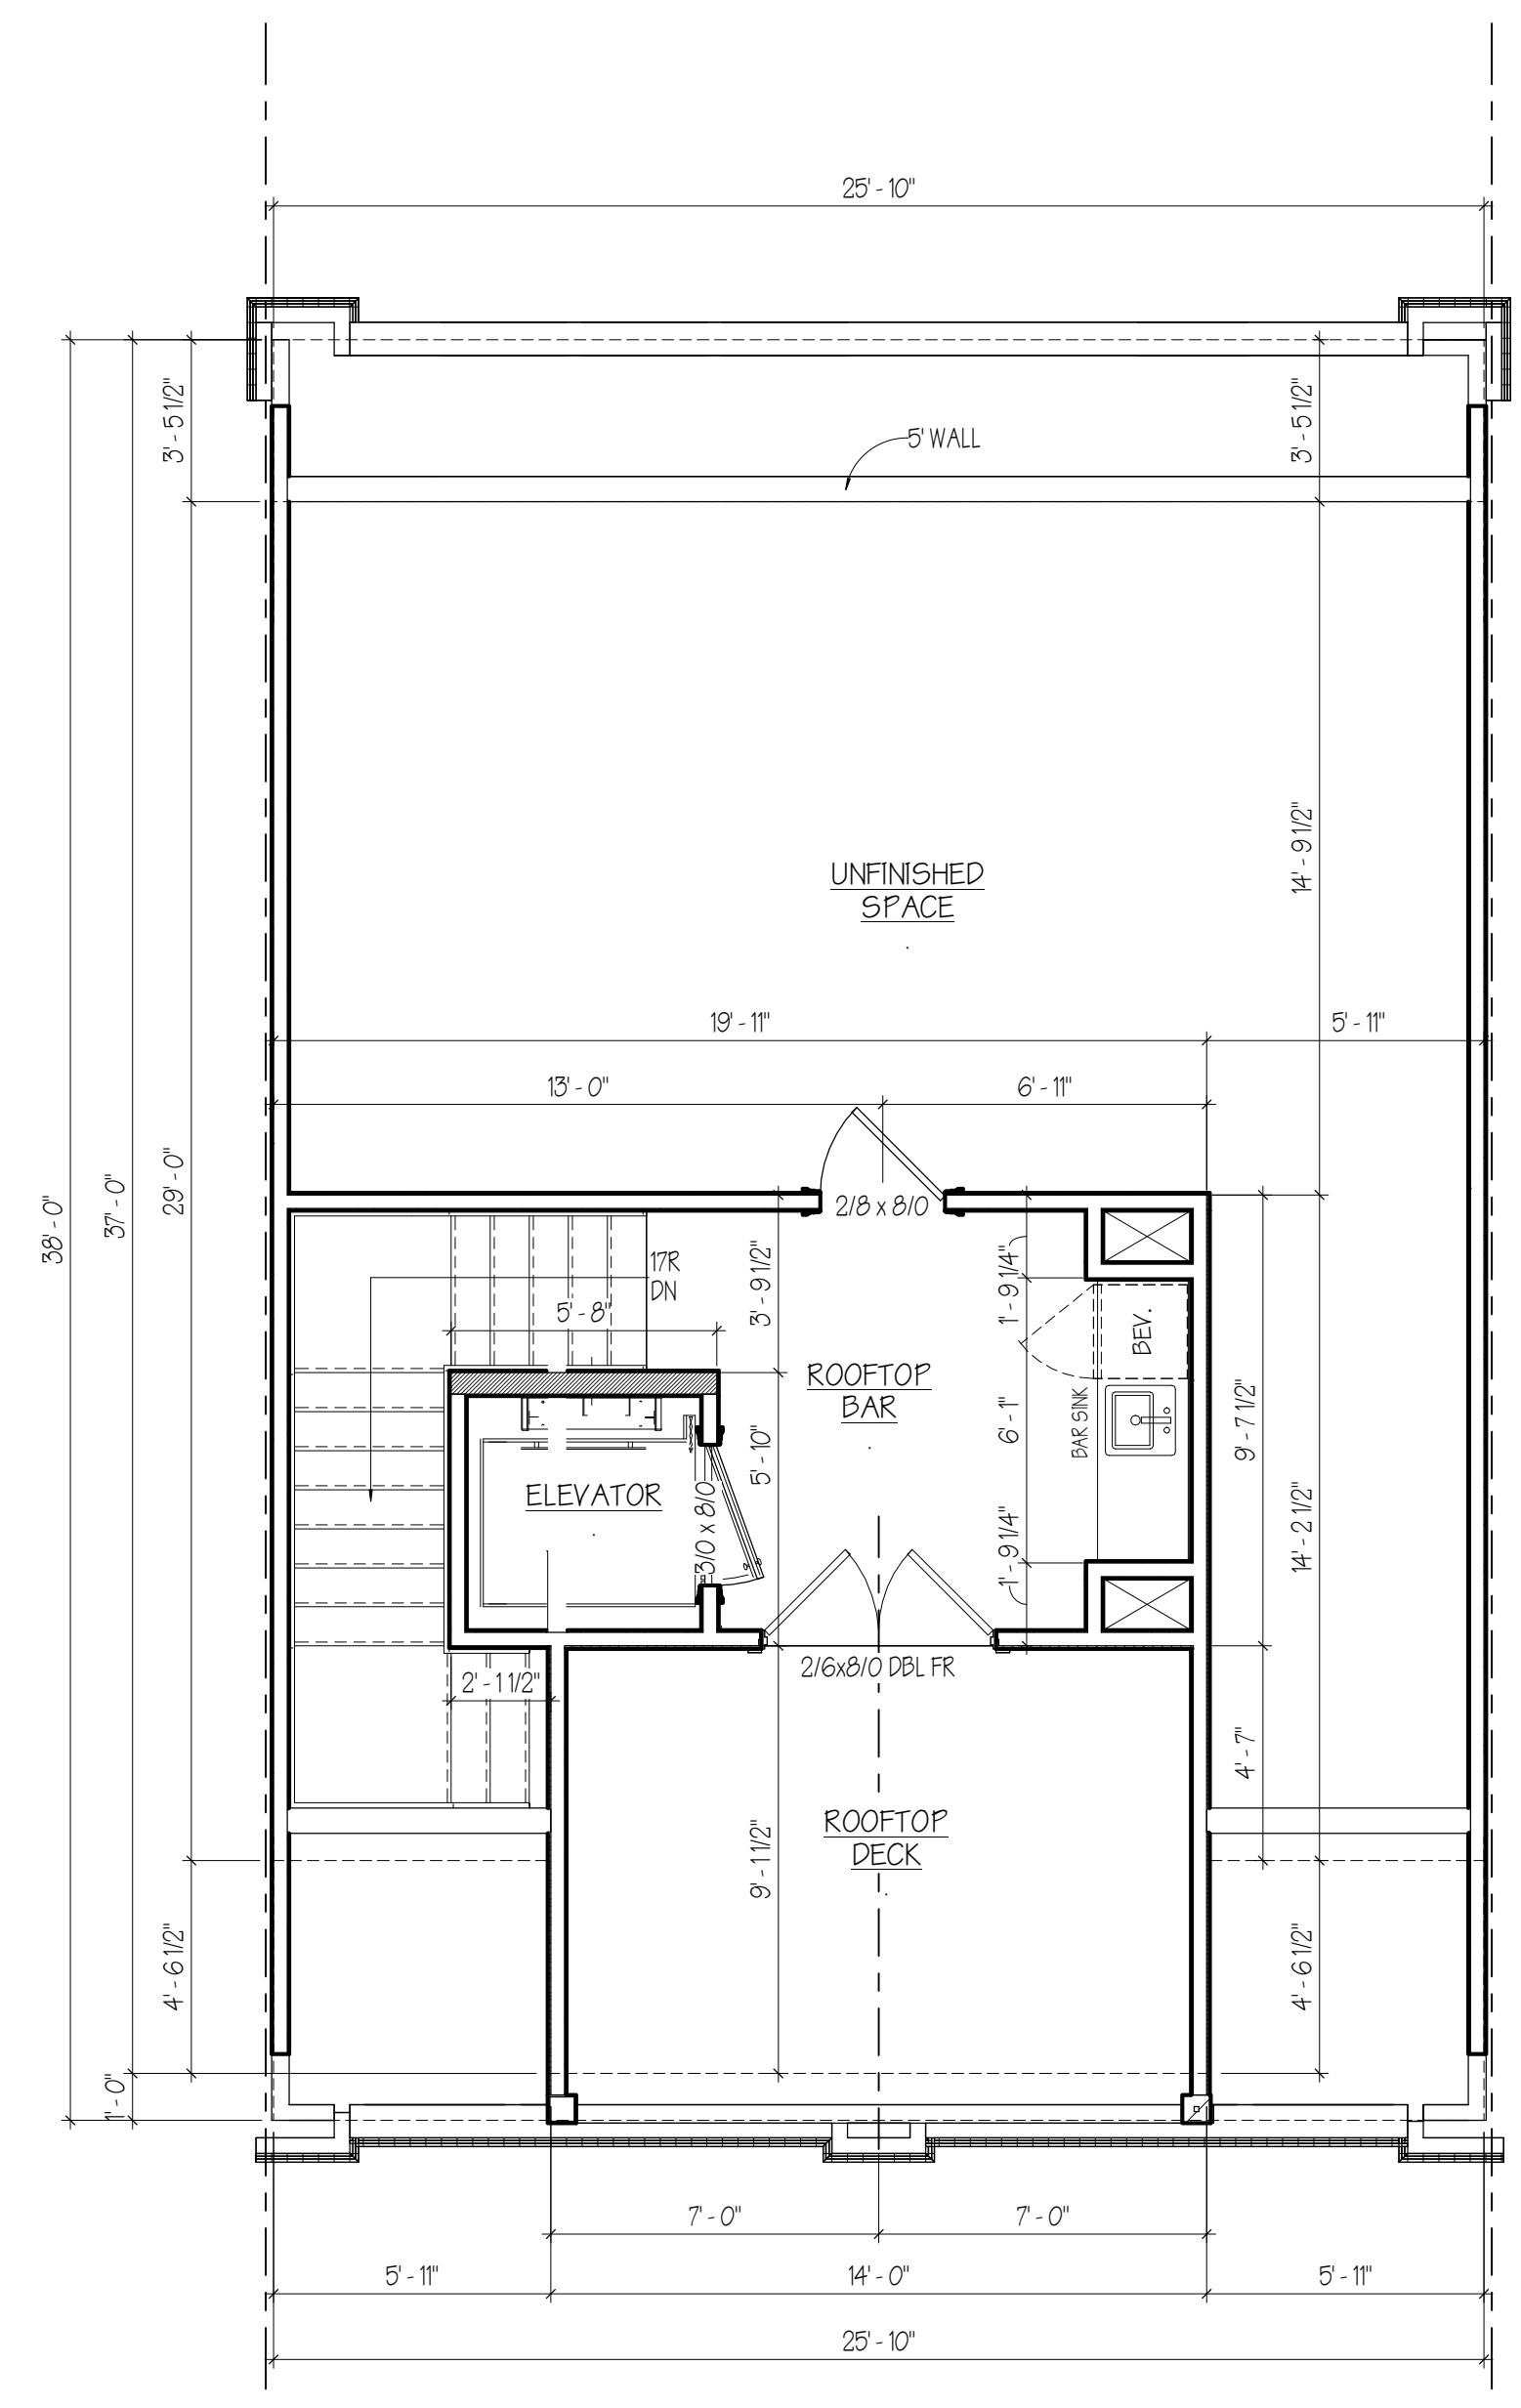 25' - 10"
3' - 5 1/2"
3' - 5 1/2"
5' WALL
14' - 9 1/2"
UNFINISHED
SPACE
19' - 11"
5' - 11"
13' - 0"
6' - 11"
38' - 0"
37' - 0"
29' - 0"
2/8 x 8/0
17R
DN
5' - 8"
3' - 9 1/2"
1' - 9 1/4"
BEV.
ROOFTOP
BAR
BAR SINK
6' - 1"
9' - 7 1/2"
5' - 10"
ELEVATOR
3/0 x 8/0
1' - 9 1/4"
14' - 2 1/2"
2/6x8/0 DBL FR
2' - 1 1/2"
4' - 7"
ROOFTOP
DECK
9' - 1 1/2"
4' - 6 1/2"
4' - 6 1/2"
1' - 0"
7' - 0"
7' - 0"
5' - 11"
14' - 0"
5' - 11"
25' - 10"